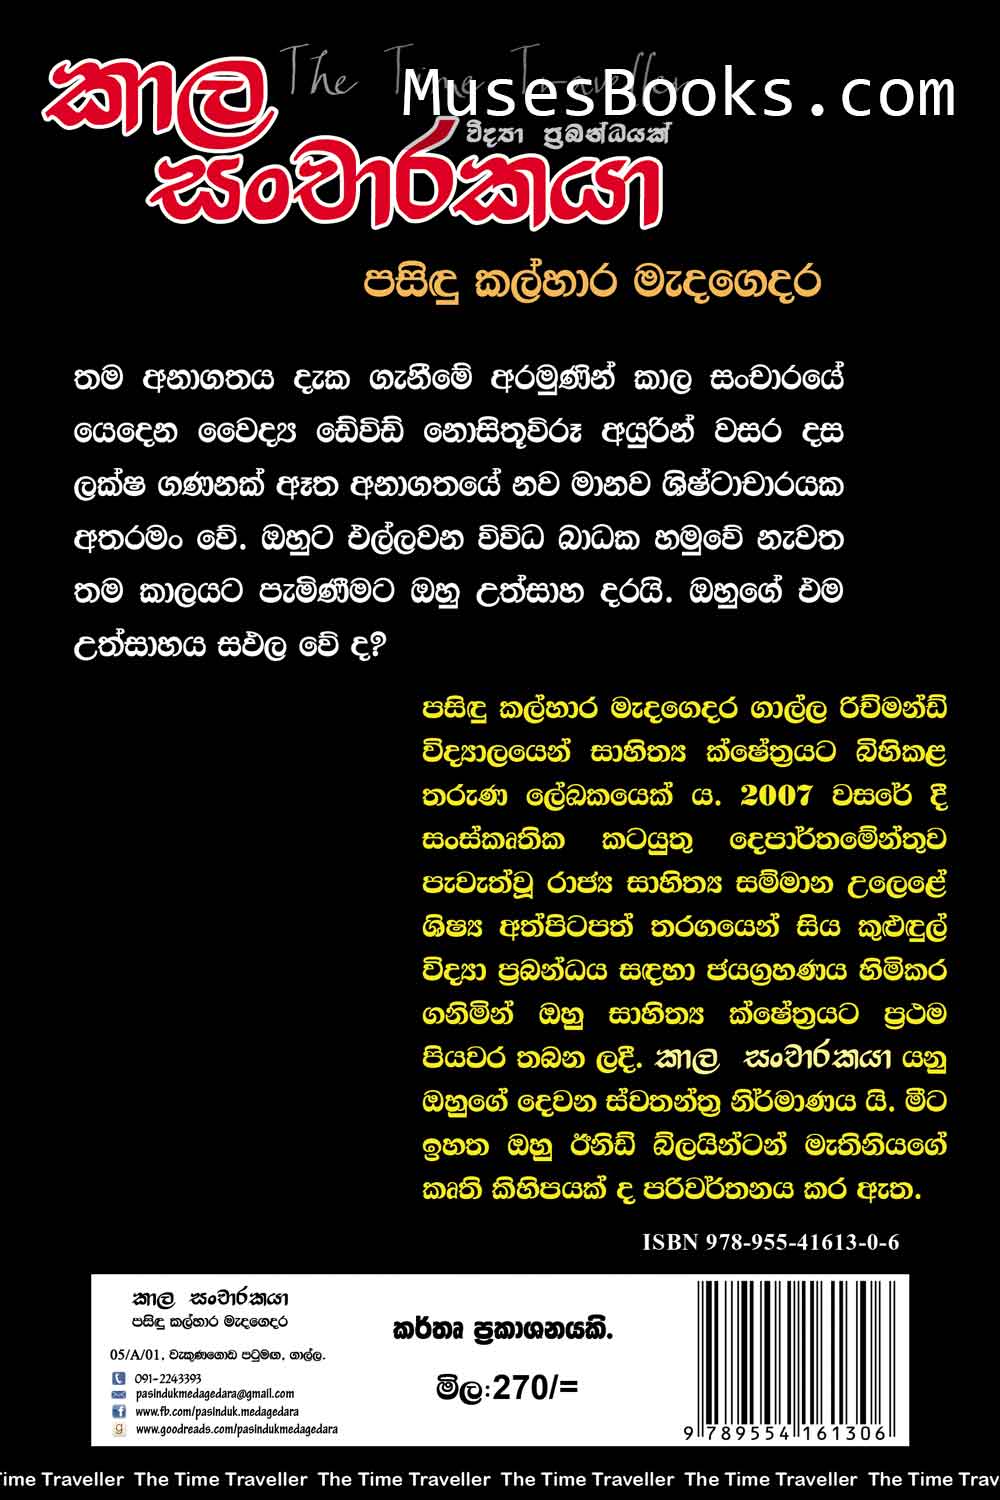 The Time Traveller
MusesBooks.com
කාල
විද්‍යා ප්‍රබන්ධයක්
සංචාරකයා
පසිඳු කල්හාර මැදගෙදර
තම අනාගතය දැක ගැනීමේ අරමුණින් කාල සංචාරයේ
යෙදෙන වෛද්‍ය ඩේවිඩ් නොසිතූවිරූ අයුරින් වසර දස
ලක්ෂ ගණනක් ඈත අනාගතයේ නව මානව ශිෂ්ටාචාරයක
අතරමං වේ. ඔහුට එල්ලවන විවිධ බාධක හමුවේ නැවත
තම කාලයට පැමිණීමට ඔහු උත්සාහ දරයි. ඔහුගේ එම
උත්සාහය සඵල වේ ද?
පසිඳු කල්හාර මැදගෙදර ගාල්ල රිච්මන්ඩ්
විද්‍යාලයෙන් සාහිත්‍ය ක්ෂේත්‍රයට බිහිකළ
තරුණ ලේඛකයෙක් ය. 2007 වසරේ දී
සංස්කෘතික කටයුතු දෙපාර්තමේන්තුව
පැවැත්වූ රාජ්‍ය සාහිත්‍ය සම්මාන උලෙළේ
ශිෂ්‍ය අත්පිටපත් තරගයෙන් සිය කුළුඳුල්
විද්‍යා ප්‍රබන්ධය සඳහා ජයග්‍රහණය හිමිකර
ගනිමින් ඔහු සාහිත්‍ය ක්ෂේත්‍රයට ප්‍රථම
පියවර තබන ලදී. කාල සංචාරකයා යනු
ඔහුගේ දෙවන ස්වතන්ත්‍ර නිර්මාණය යි. මීට
ඉහත ඔහු ඊනිඩ් බ්ලයින්ටන් මැතිනියගේ
කෘති කිහිපයක් ද පරිවර්තනය කර ඇත.
ISBN 978-955-41613-0-6
කාල සංචාරකයා
පසිඳු කල්හාර මැදගෙදර
05/A/01, වැකුණගොඩ පටුමඟ, ගාල්ල.
091-2243393
pasindukmedagedara@gmail.com
www.fb.com/pasinduk.medagedara
www.goodreads.com/pasindukmedagedara
කර්තෘ ප්‍රකාශනයකි.
මිල:270/=
9 789554 161306
ime Traveller The Time Traveller The Time Traveller The Time Traveller The Time Traveller The Time Trav